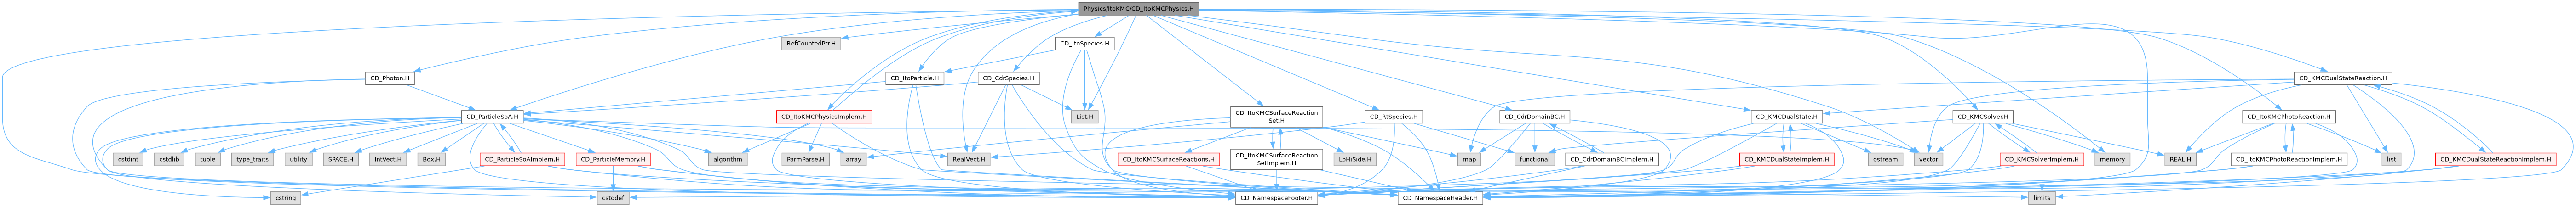 Physics/ItoKMC/CD_ItoKMCPhysics.H
RefCountedPtr.H
CD_ItoSpecies.H
CD_Photon.H
CD_ItoParticle.H
CD_CdrSpecies.H
CD_KMCDualStateReaction.H
CD_ParticleSoA.H
CD_ItoKMCPhysicsImplem.H
List.H
CD_ItoKMCSurfaceReaction
Set.H
CD_RtSpecies.H
CD_CdrDomainBC.H
CD_KMCDualState.H
CD_KMCSolver.H
CD_ItoKMCPhotoReaction.H
cstdint
cstdlib
tuple
type_traits
utility
SPACE.H
IntVect.H
Box.H
CD_ParticleSoAImplem.H
CD_ParticleMemory.H
algorithm
ParmParse.H
array
RealVect.H
CD_ItoKMCSurfaceReactions.H
CD_ItoKMCSurfaceReaction
SetImplem.H
LoHiSide.H
map
functional
CD_CdrDomainBCImplem.H
CD_KMCDualStateImplem.H
ostream
vector
CD_KMCSolverImplem.H
memory
REAL.H
CD_ItoKMCPhotoReactionImplem.H
list
CD_KMCDualStateReactionImplem.H
cstring
cstddef
CD_NamespaceFooter.H
CD_NamespaceHeader.H
limits